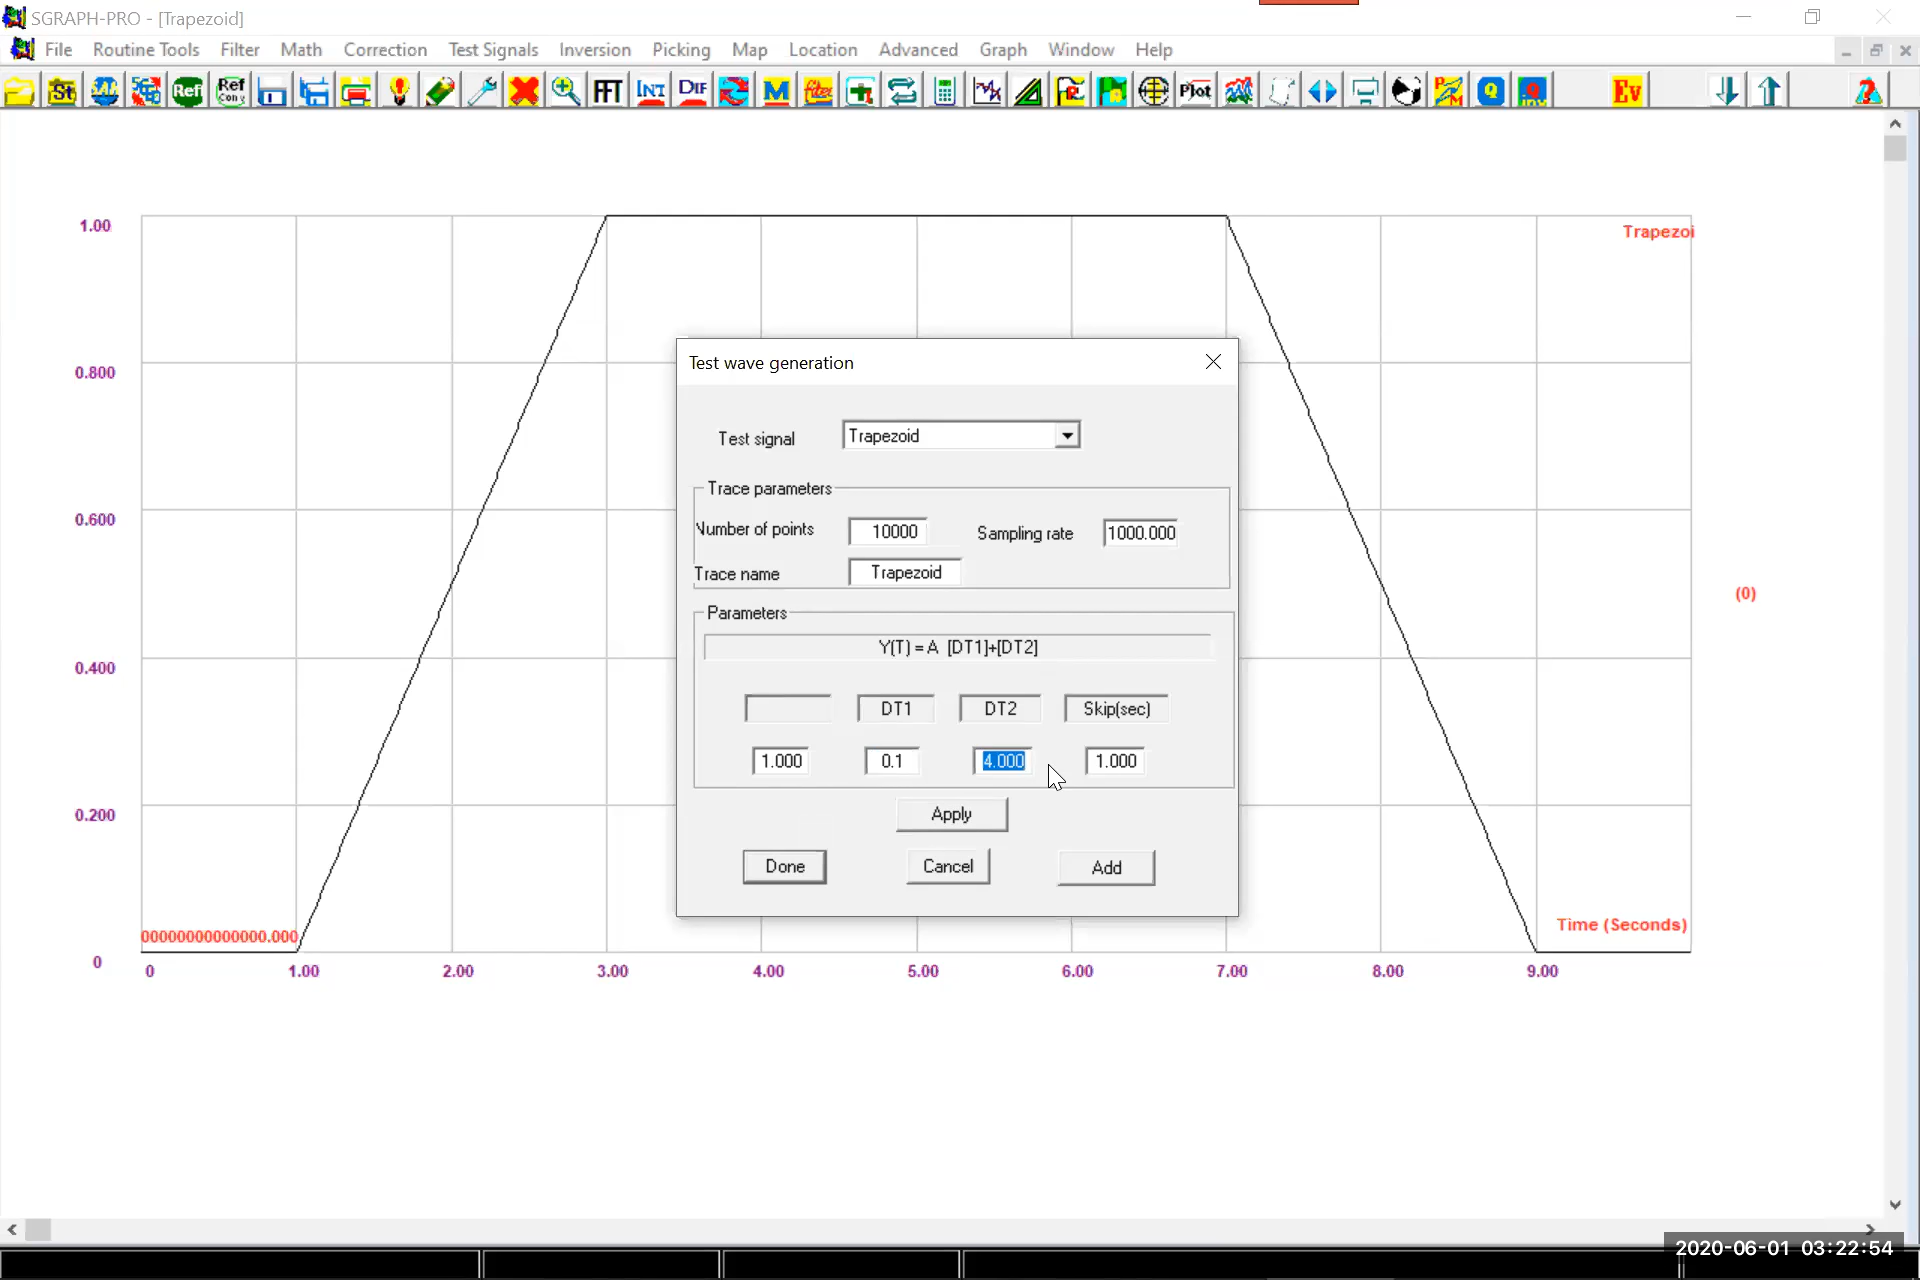 SGRAPH-PRO - [Trapezoid]
File Routine Tools Filter Math Correction Test Signals Inversion Picking Map Location Advanced Graph Window Help
St Ref Ref Conv FFT INT DIF M filter Plot Q Q inv Ev ?
1.00
Trapezoi
0.800
0.600
0.400
0.200
0
(0)
Test wave generation
Test signal Trapezoid
Trace parameters
Number of points 10000 Sampling rate 1000.000
Trace name Trapezoid
Parameters
Y(T) = A [DT1]+[DT2]
DT1 DT2 Skip(sec)
1.000 0.1 4.000 1.000
Apply
Done Cancel Add
00000000000000.000
Time (Seconds)
0 1.00 2.00 3.00 4.00 5.00 6.00 7.00 8.00 9.00
2020-06-01 03:22:54